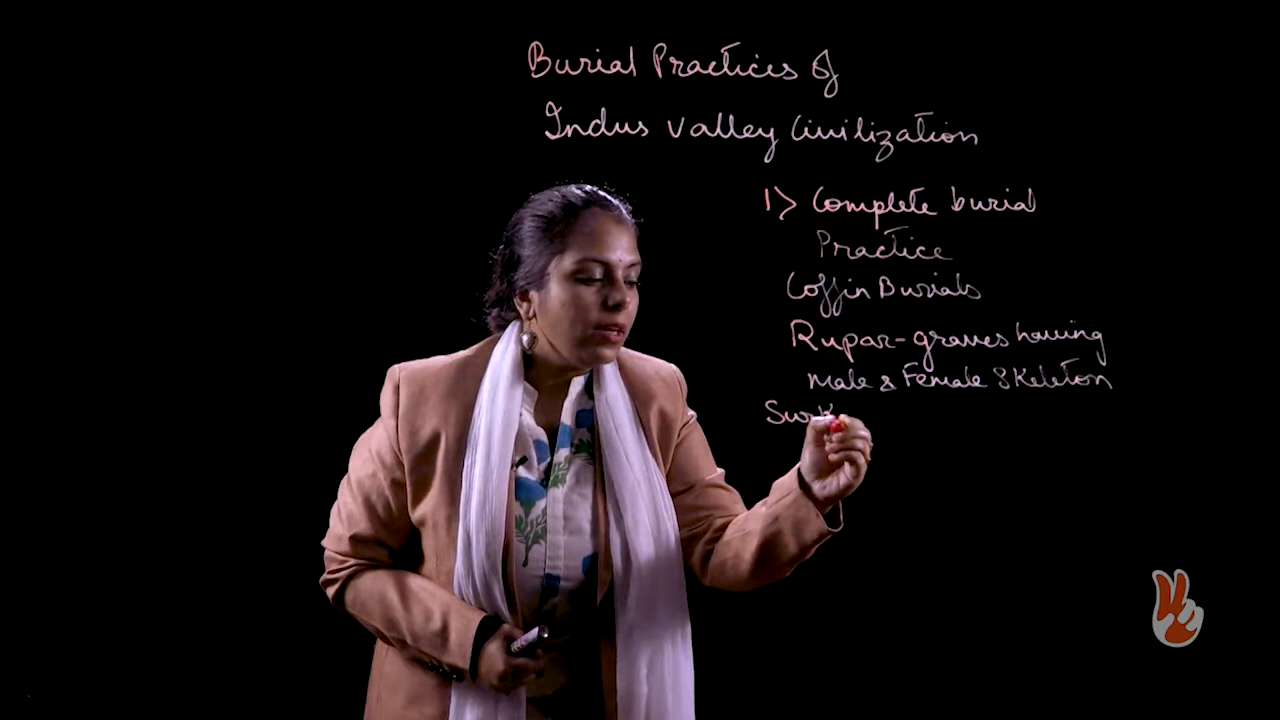 Burial Practices of
Indus Valley Civilization
1> Complete burial
Practice
Coffin Burials
Rupar-graves having
male & Female Skeleton